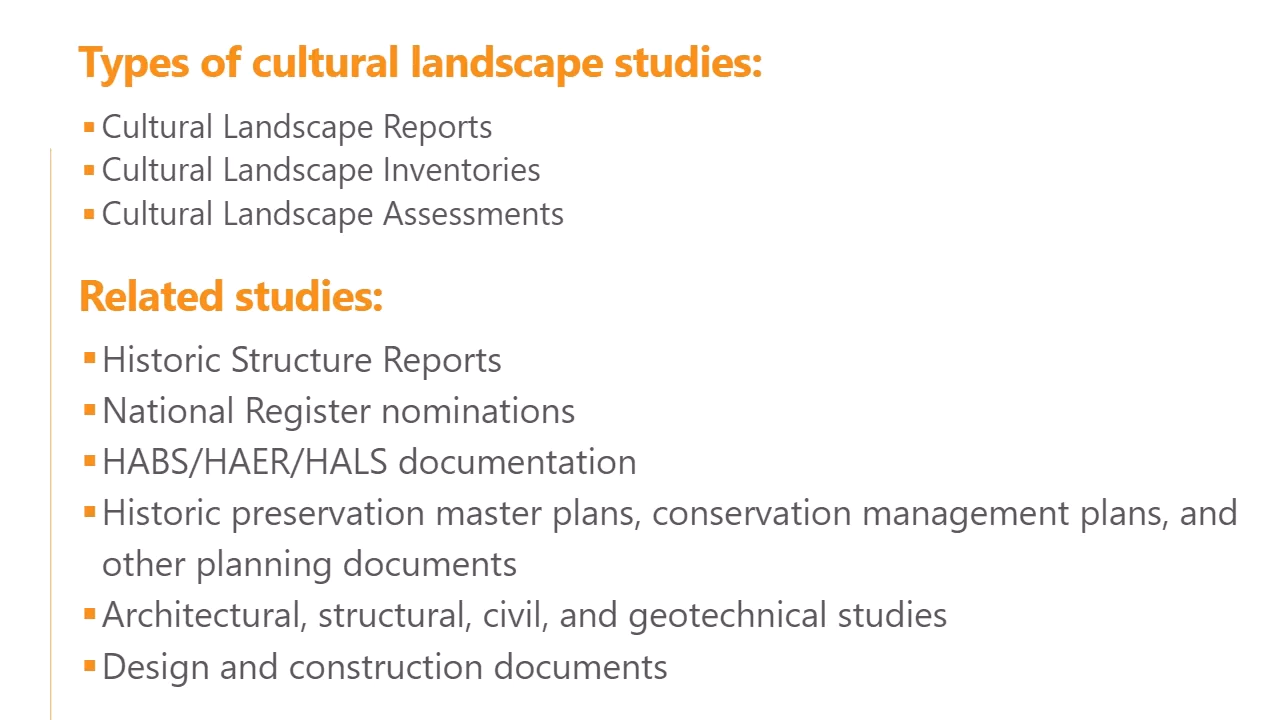 Types of cultural landscape studies:
▪ Cultural Landscape Reports
▪ Cultural Landscape Inventories
▪ Cultural Landscape Assessments
Related studies:
▪ Historic Structure Reports
▪ National Register nominations
▪ HABS/HAER/HALS documentation
▪ Historic preservation master plans, conservation management plans, and
other planning documents
▪ Architectural, structural, civil, and geotechnical studies
▪ Design and construction documents